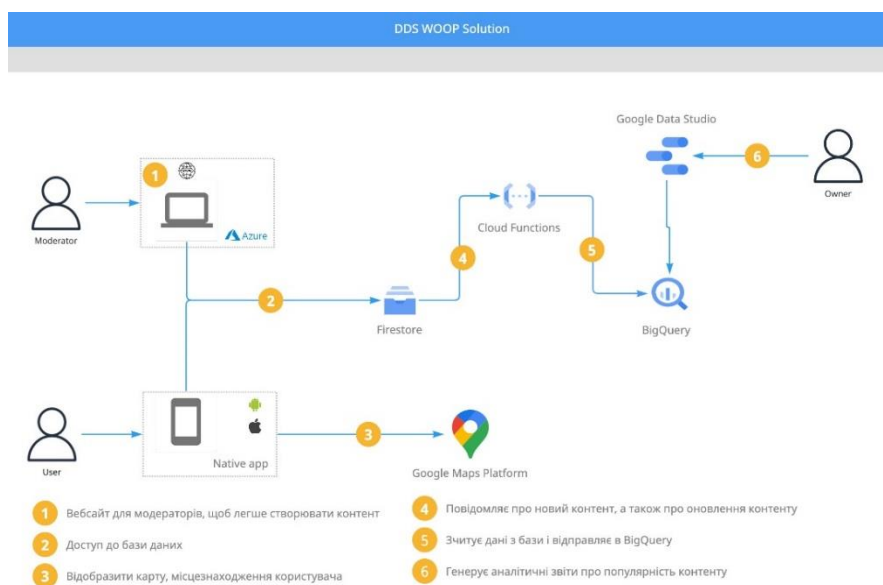 DDS WOOP Solution
Google Data Studio
1
6
Azure
Cloud Functions
Owner
Moderator
4
5
2
Firestore
BigQuery
3
Native app
User
Google Maps Platform
1 Вебсайт для модераторів, щоб легше створювати контент
2 Доступ до бази даних
3 Відобразити карту, місцезнаходження користувача
4 Повідомляє про новий контент, а також про оновлення контенту
5 Зчитує дані з бази і відправляє в BigQuery
6 Генерує аналітичні звіти про популярність контенту